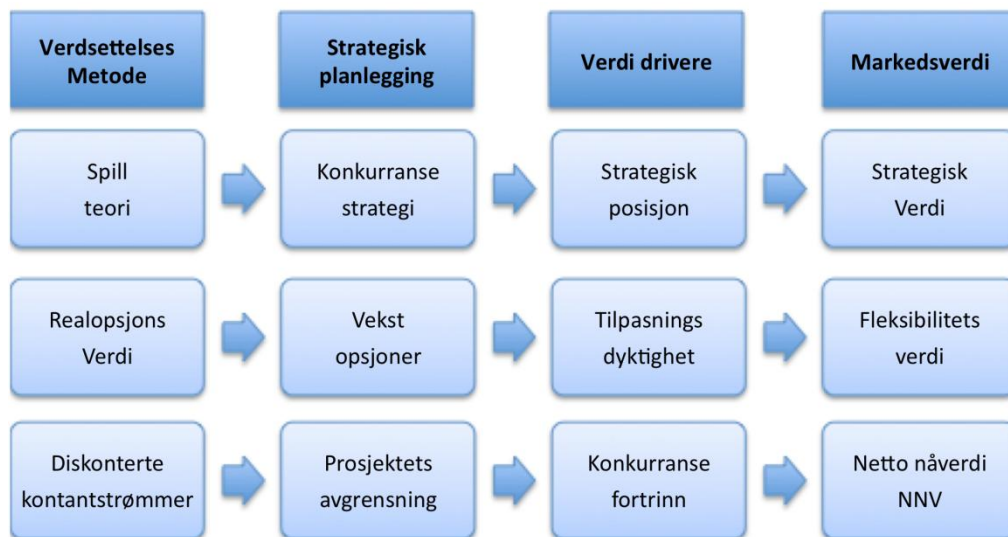 Verdsettelses
Metode
Strategisk
planlegging
Verdi drivere
Markedsverdi
Spill
teori
Konkurranse
strategi
Strategisk
posisjon
Strategisk
Verdi
Realopsjons
Verdi
Vekst
opsjoner
Tilpasnings
dyktighet
Fleksibilitets
verdi
Diskonterte
kontantstrømmer
Prosjektets
avgrensning
Konkurranse
fortrinn
Netto nåverdi
NNV